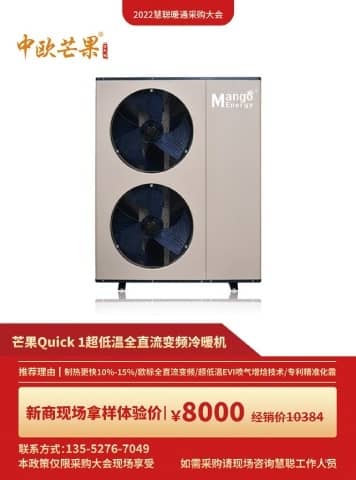 2022慧聪暖通采购大会
中欧芒果®
Mango®
Energy
芒果Quick 1超低温全直流变频冷暖机
推荐理由 | 制热更快10%-15%/欧标全直流变频/超低温EVI喷气增焓技术/专利精准化霜
新商现场拿样体验价 | ¥8000 经销价10384
联系方式：135-5276-7049
本政策仅限采购大会现场享受 如需采购请现场咨询慧聪工作人员